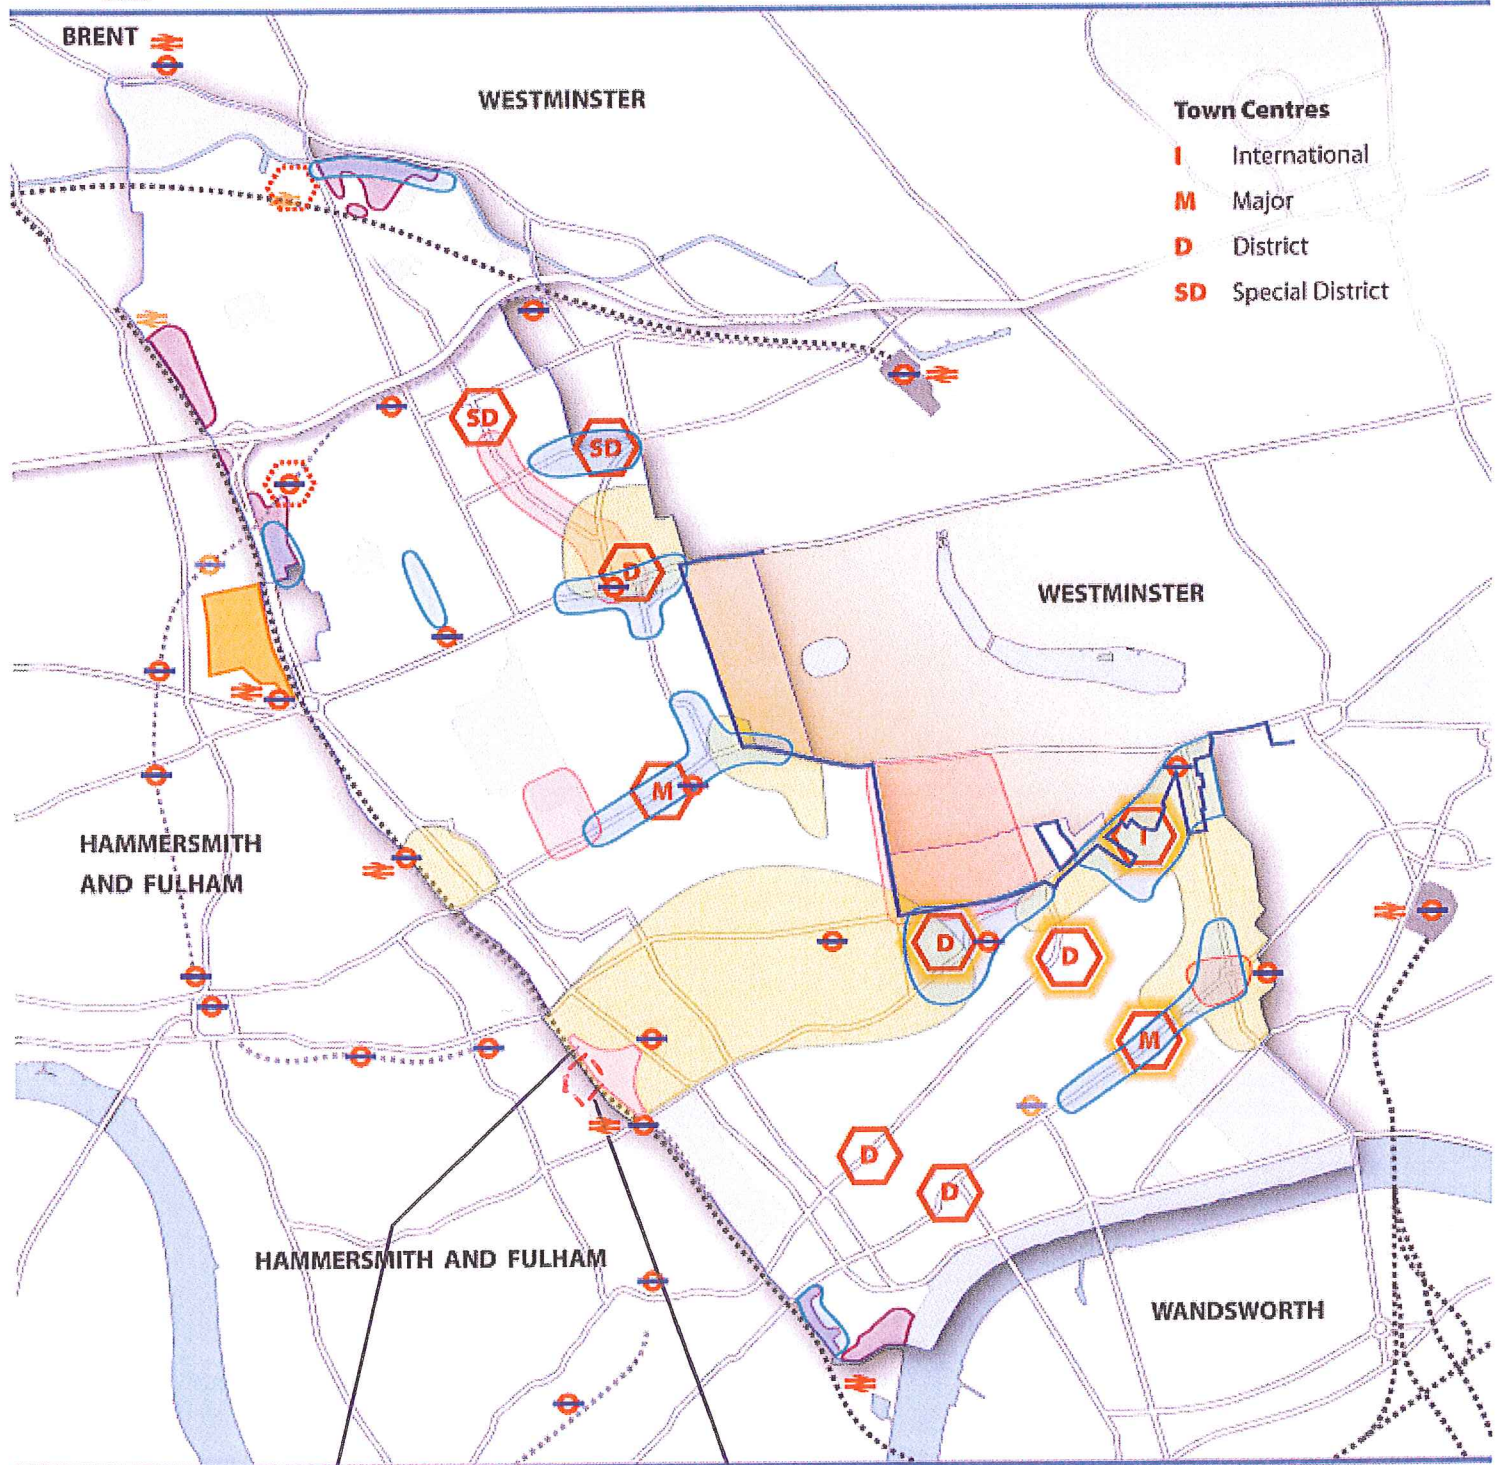 BRENT
WESTMINSTER
Town Centres
I International
M Major
D District
SD Special District
SD
SD
D
WESTMINSTER
M
I
HAMMERSMITH
AND FULHAM
D
D
M
D
D
HAMMERSMITH AND FULHAM
WANDSWORTH